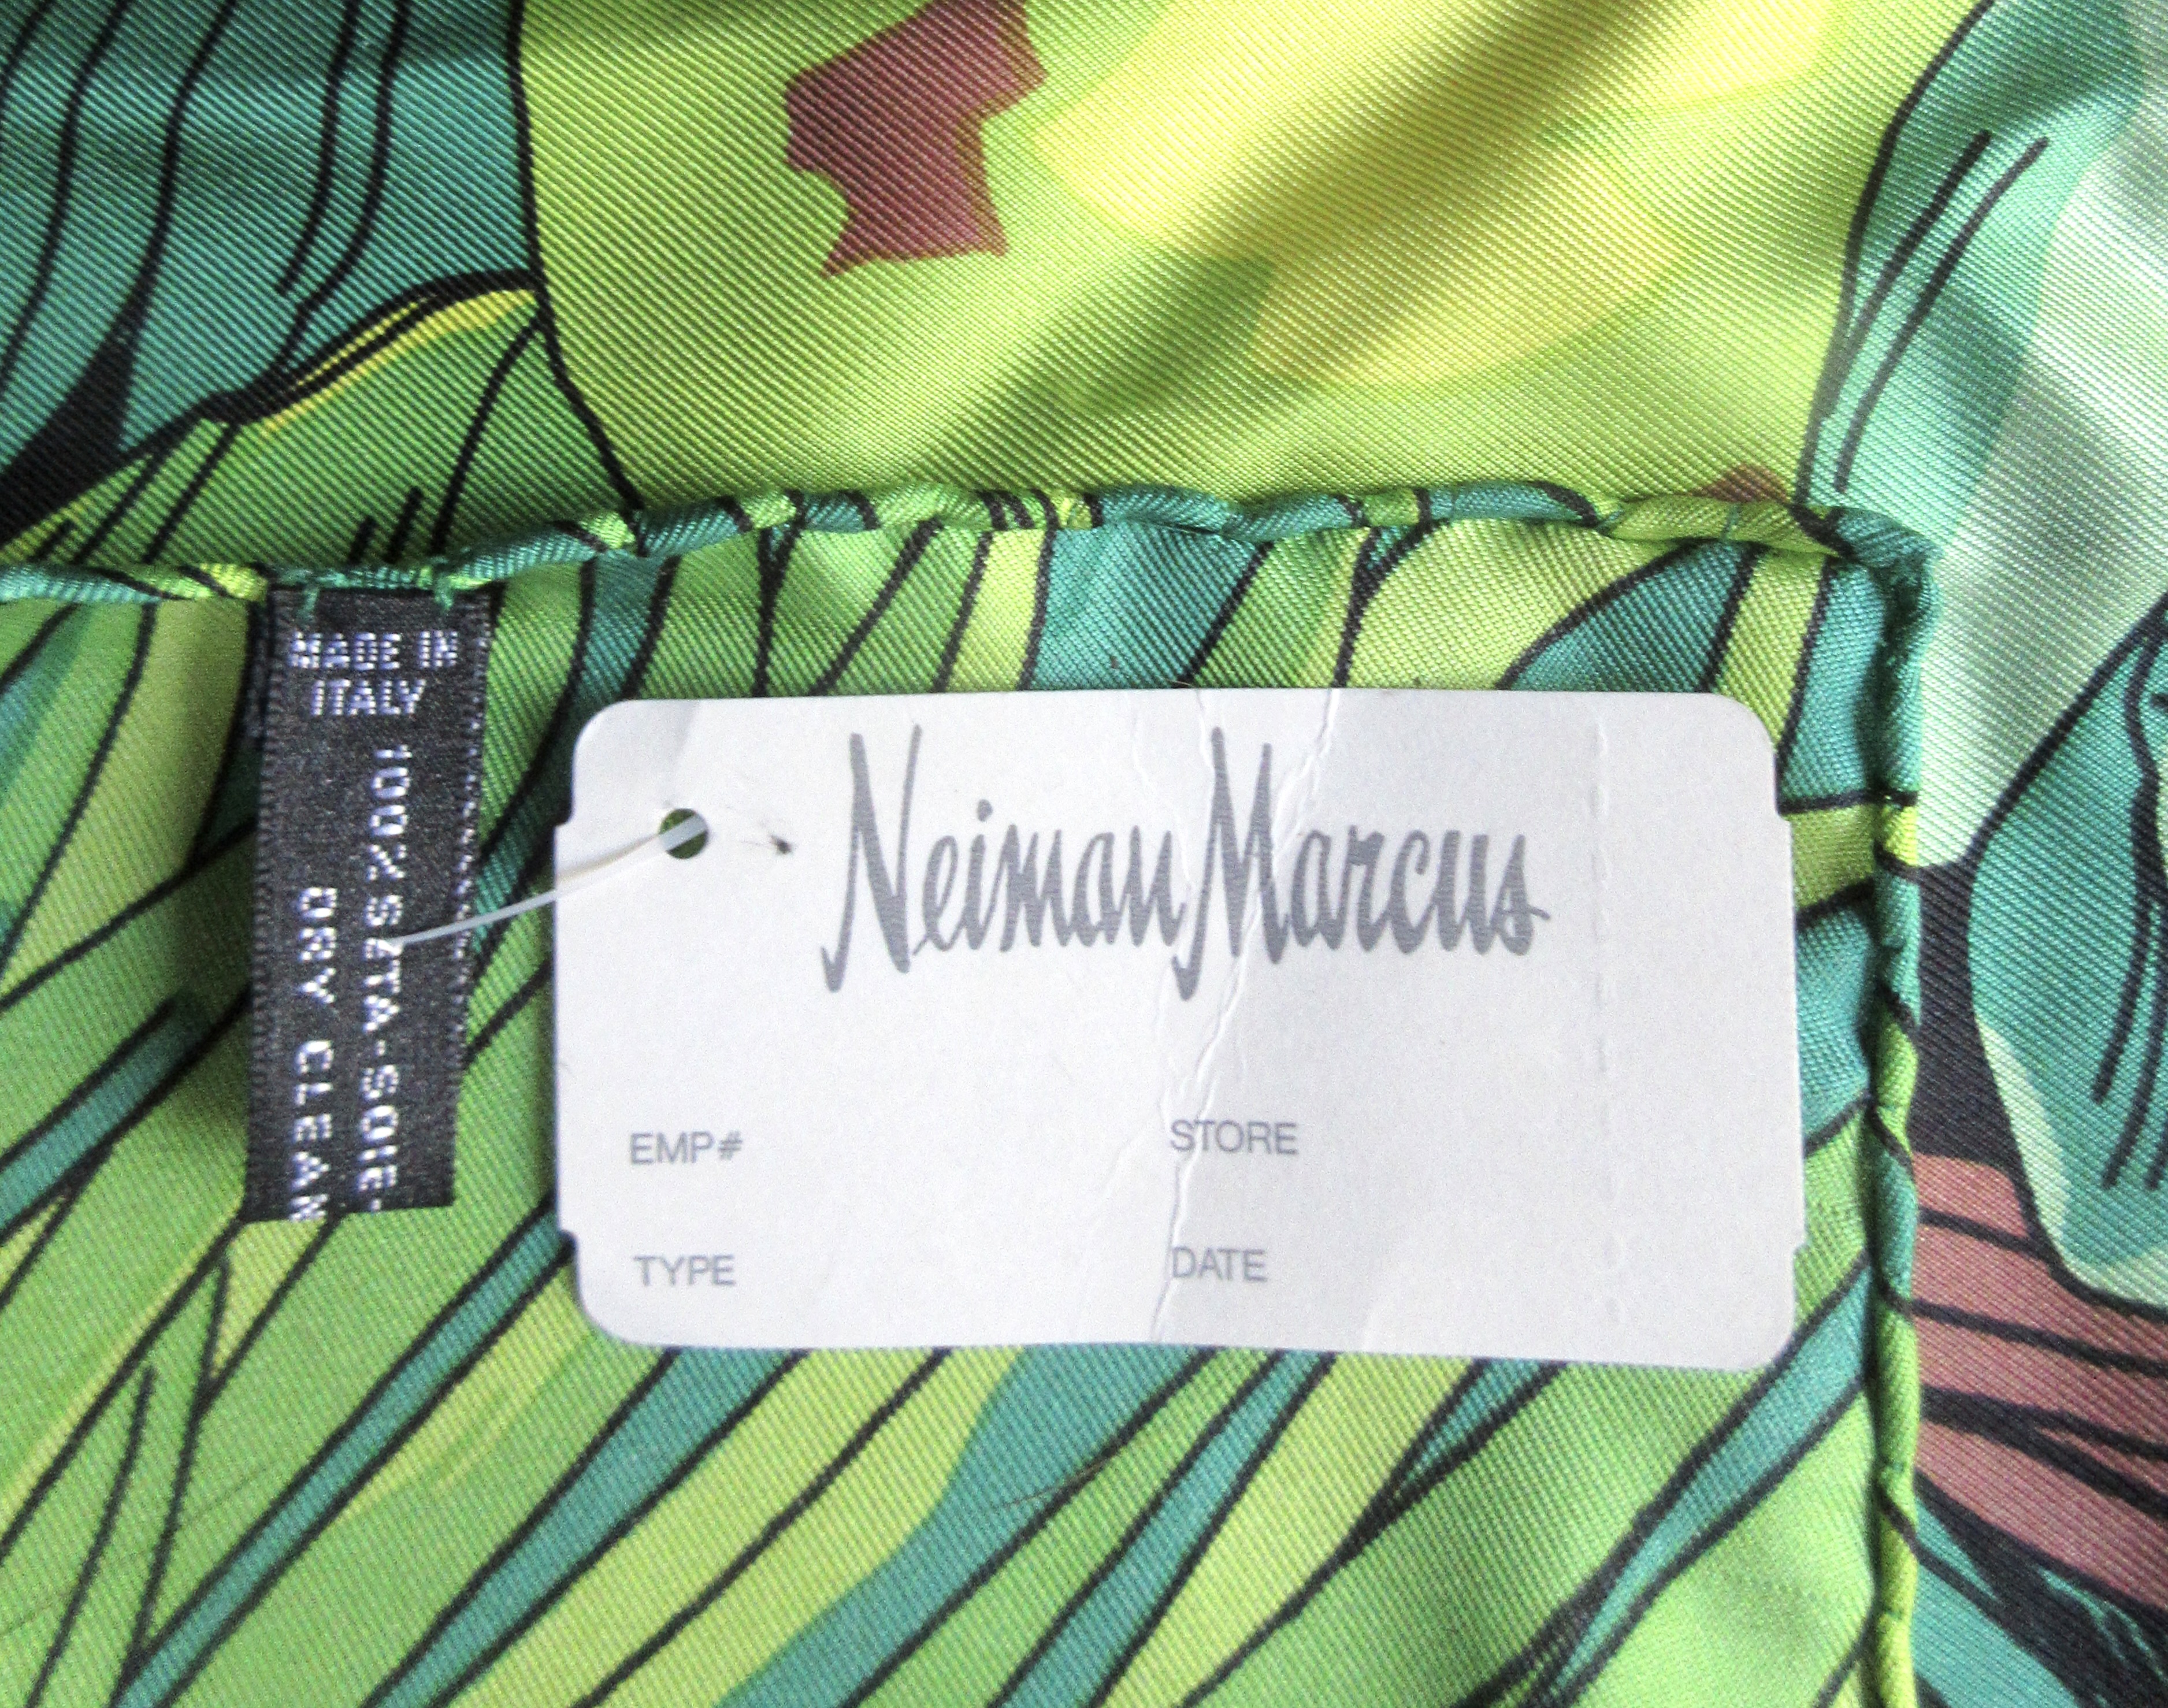 MADE IN
ITALY
100% SETA-SOIE-
DRY CLEAN
Neiman Marcus
EMP#
STORE
TYPE
DATE